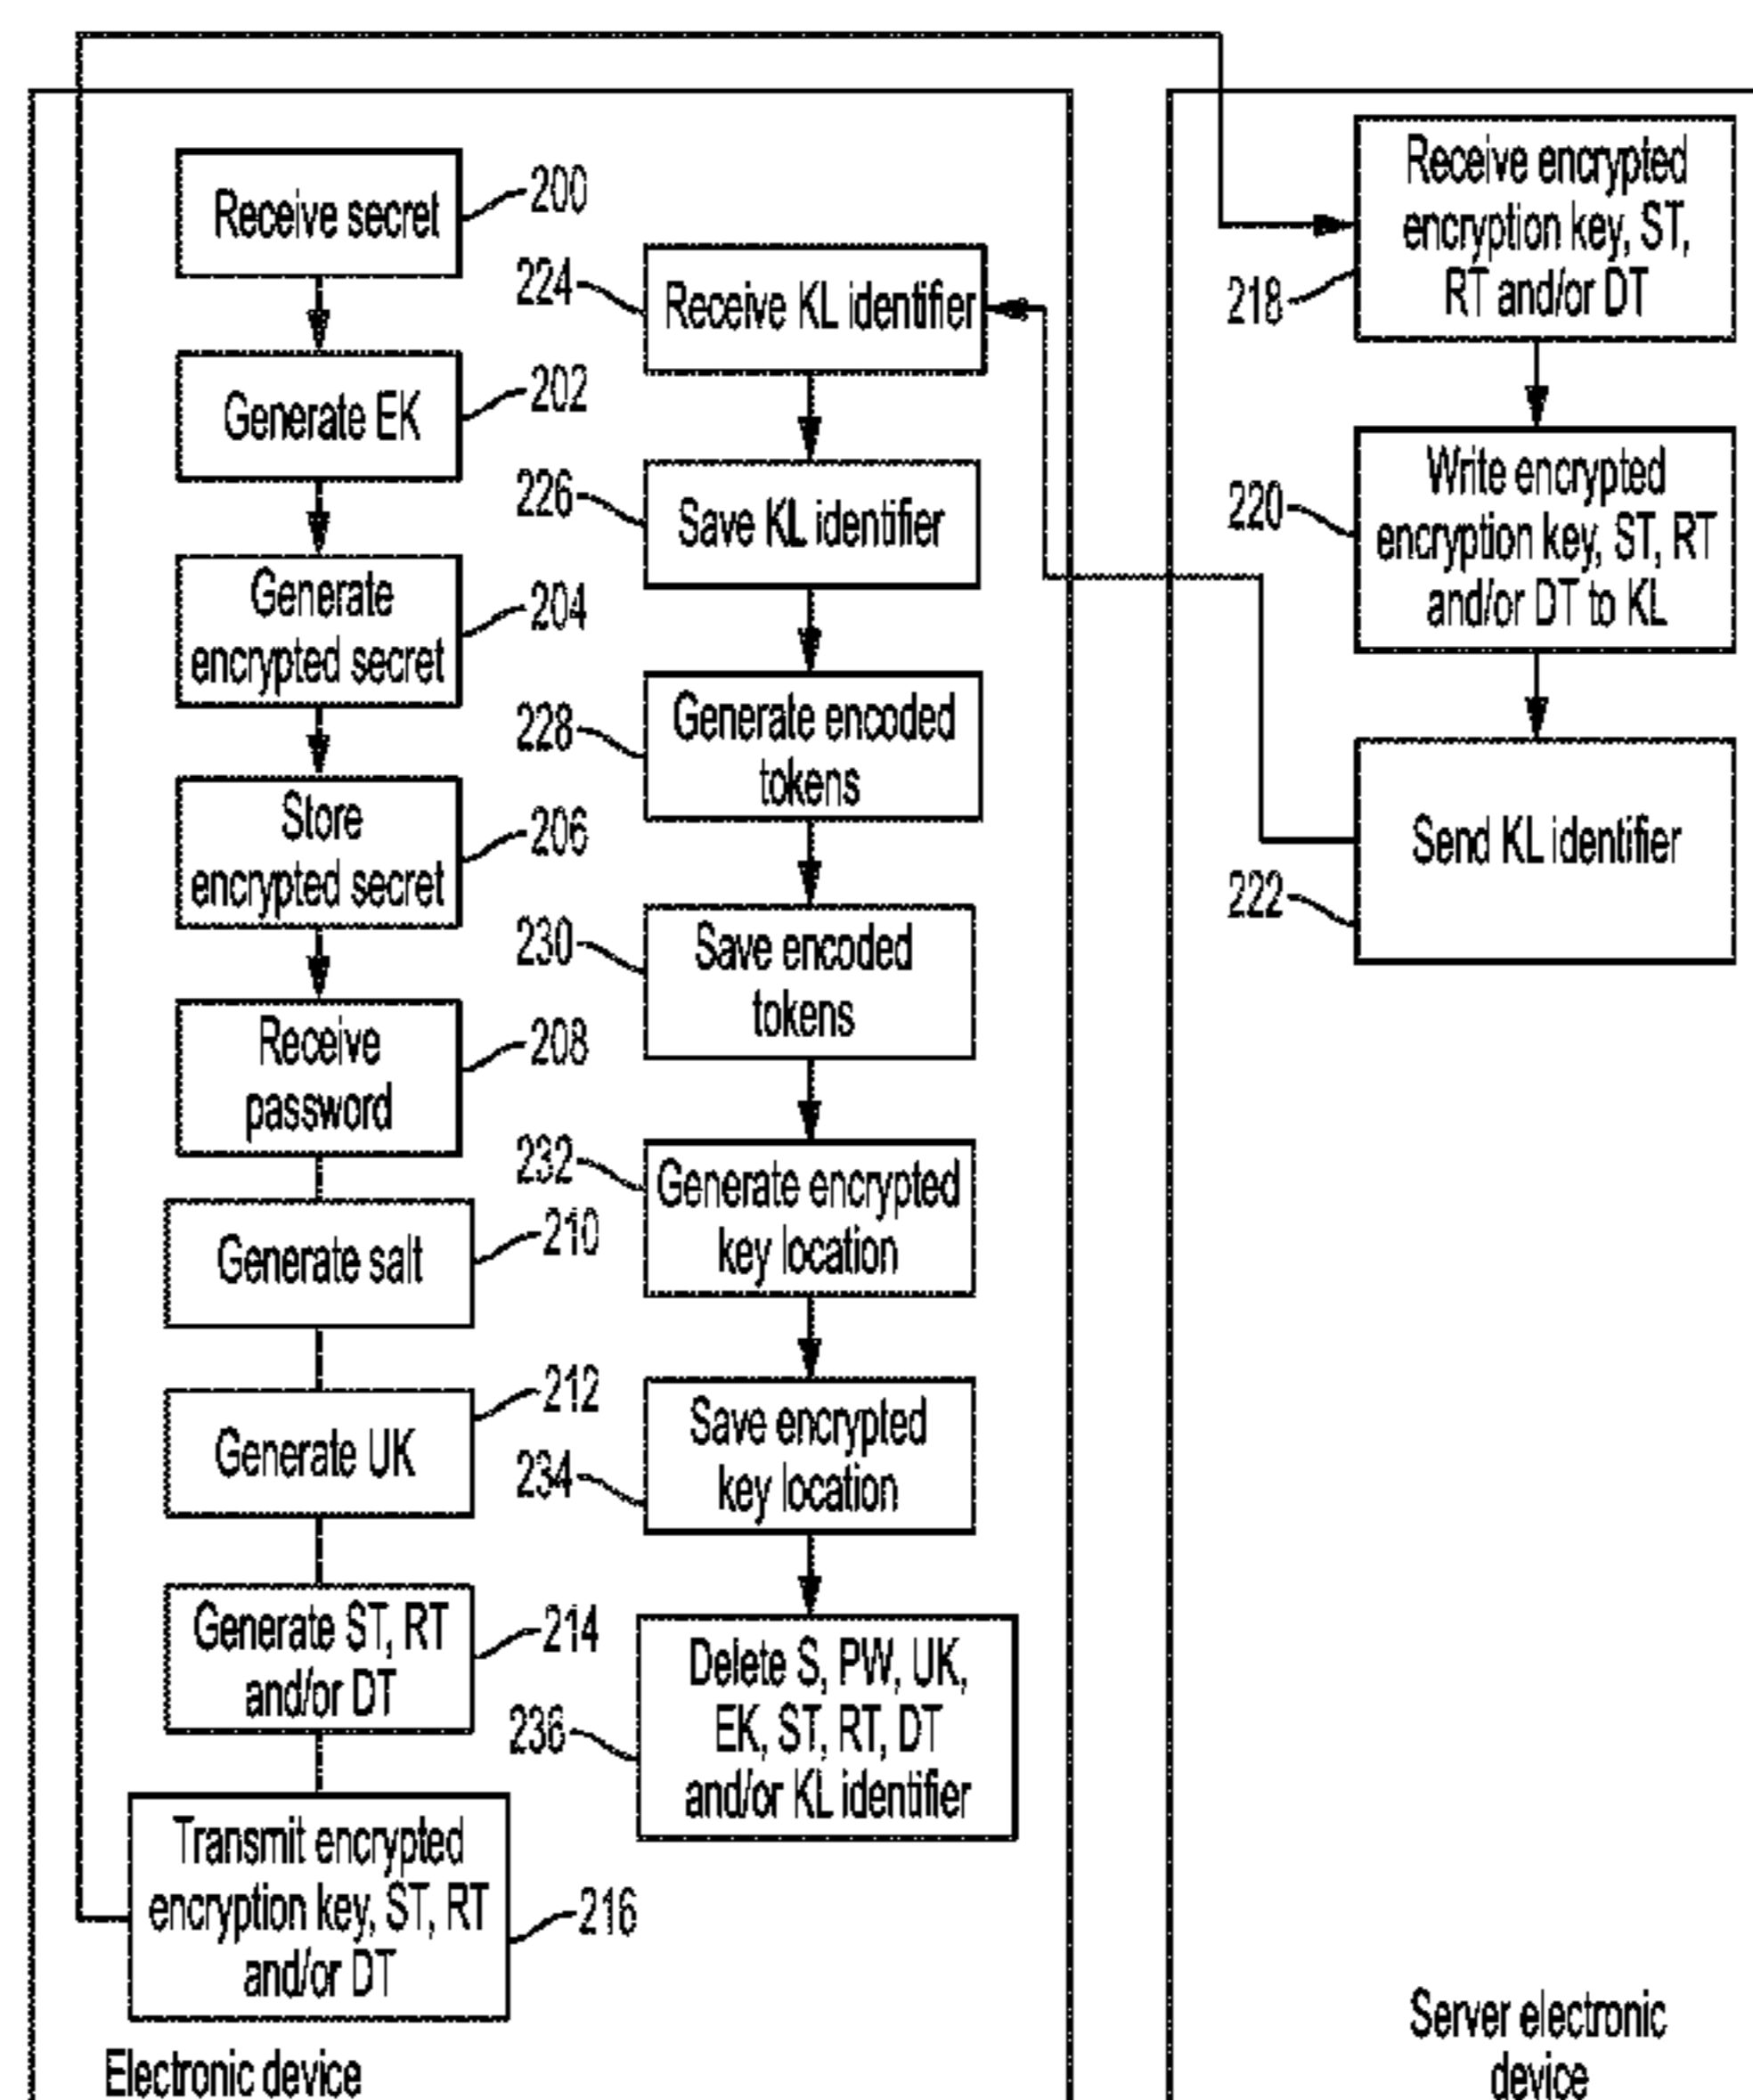 Receive secret
200
Generate EK
202
Generate
encrypted secret
204
Store
encrypted secret
206
Receive
password
208
Generate salt
210
Generate UK
212
Generate ST, RT
and/or DT
214
Transmit encrypted
encryption key, ST, RT
and/or DT
216
Electronic device
224
Receive KL identifier
226
Save KL identifier
228
Generate encoded
tokens
230
Save encoded
tokens
232
Generate encrypted
key location
234
Save encrypted
key location
236
Delete S, PW, UK,
EK, ST, RT, DT
and/or KL identifier
Receive encrypted
encryption key, ST,
RT and/or DT
218
Write encrypted
encryption key, ST, RT
and/or DT to KL
220
Send KL identifier
222
Server electronic
device